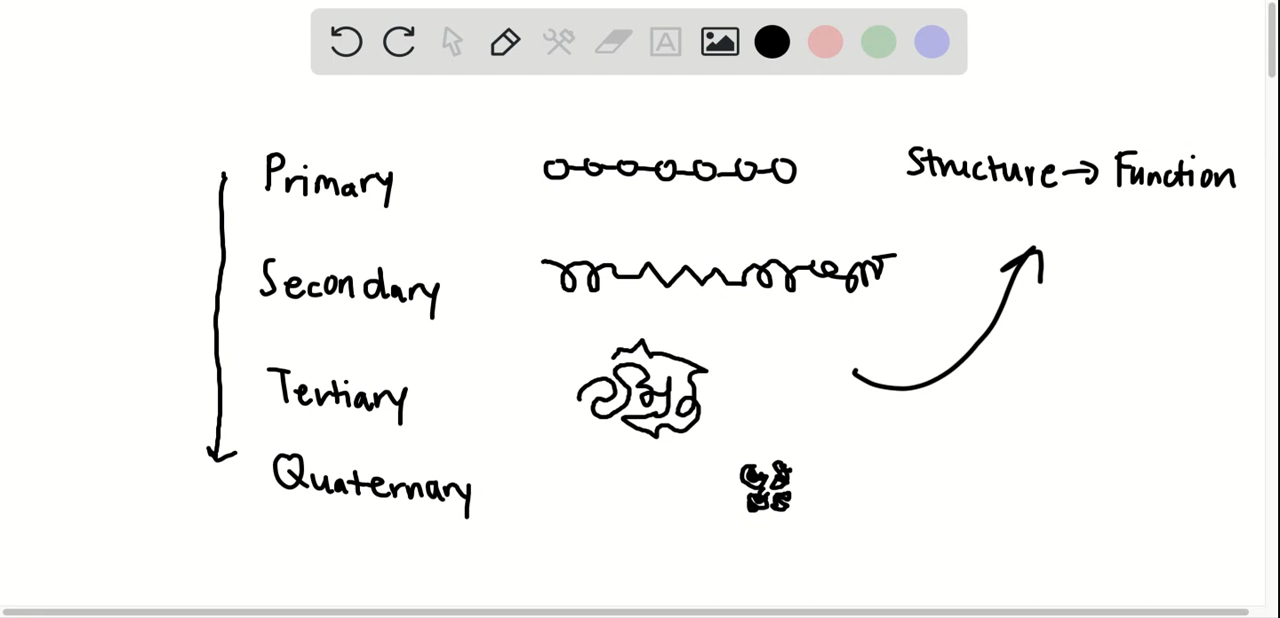 Primary
Structure → Function
Secondary
Tertiary
Quaternary
A